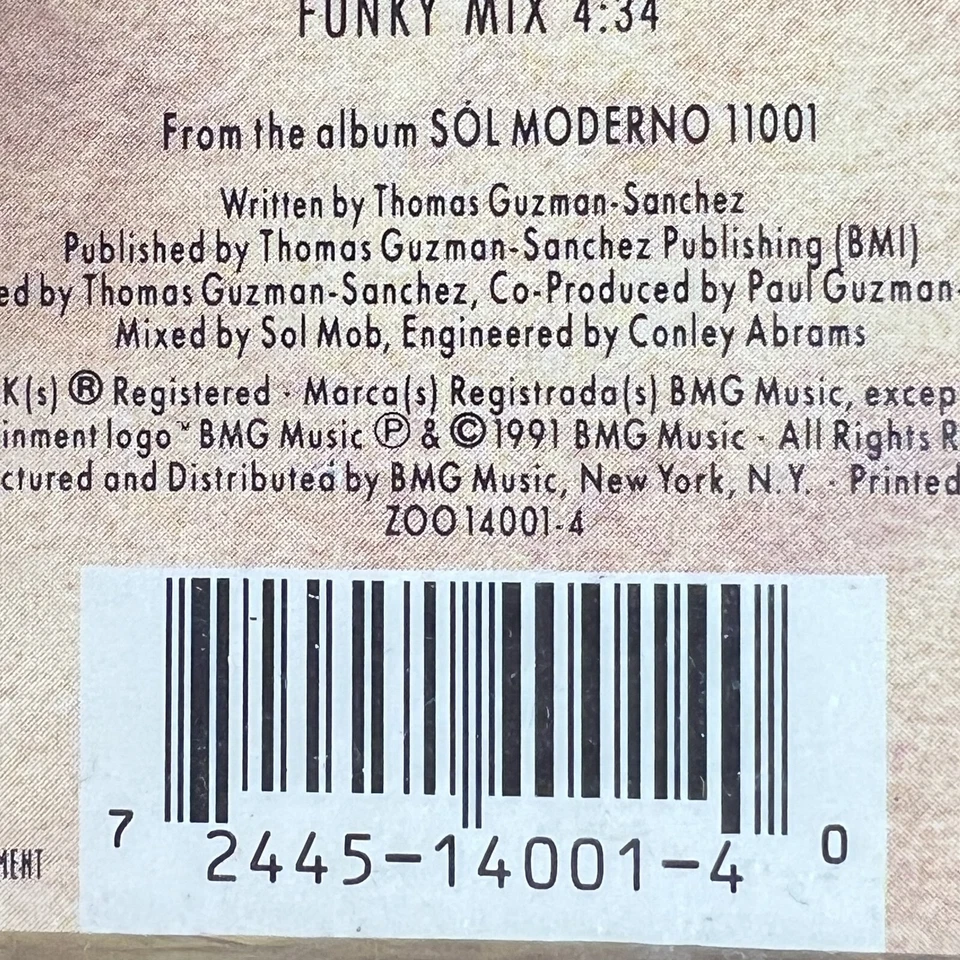 FUNKY MIX 4:34
From the album SÓL MODERNO 11001
Written by Thomas Guzman-Sanchez
Published by Thomas Guzman-Sanchez Publishing (BMI)
ed by Thomas Guzman-Sanchez, Co-Produced by Paul Guzman-
Mixed by Sol Mob, Engineered by Conley Abrams
K(s) ® Registered · Marca(s) Registrada(s) BMG Music, excep
inment logo™ BMG Music ℗ & © 1991 BMG Music · All Rights R
ctured and Distributed by BMG Music, New York, N.Y. · Printed
ZOO14001-4
7 2445-14001-4 0
MENT